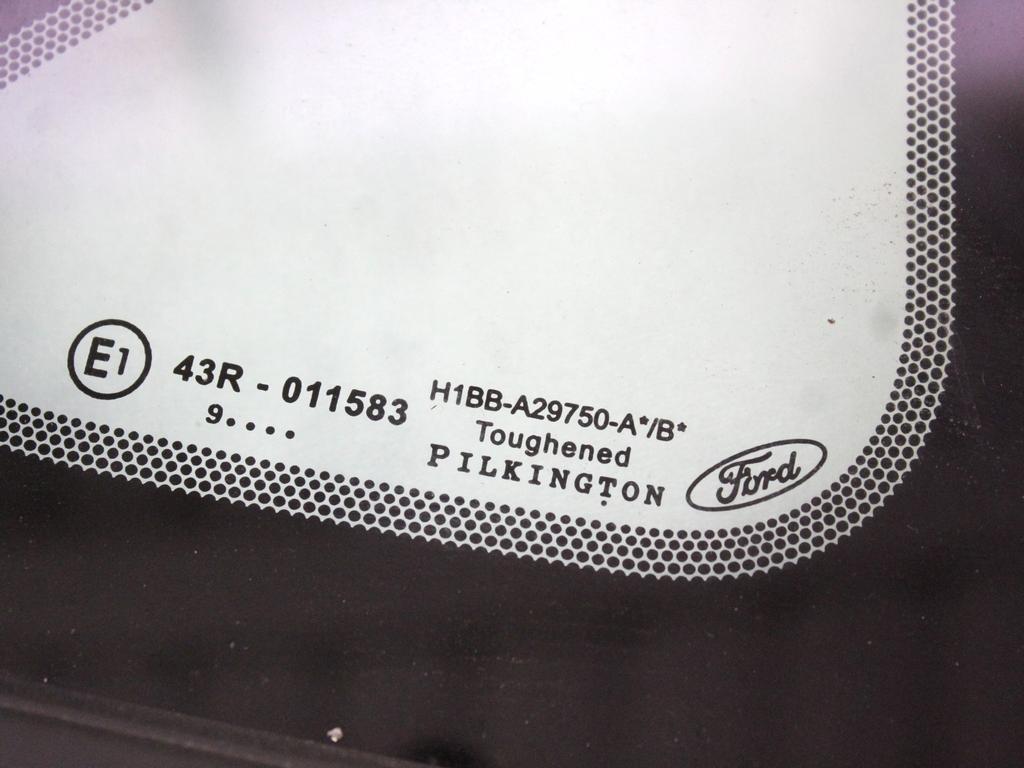 E1
43R - 011583
9....
H1BB-A29750-A*/B*
Toughened
PILKINGTON
Ford